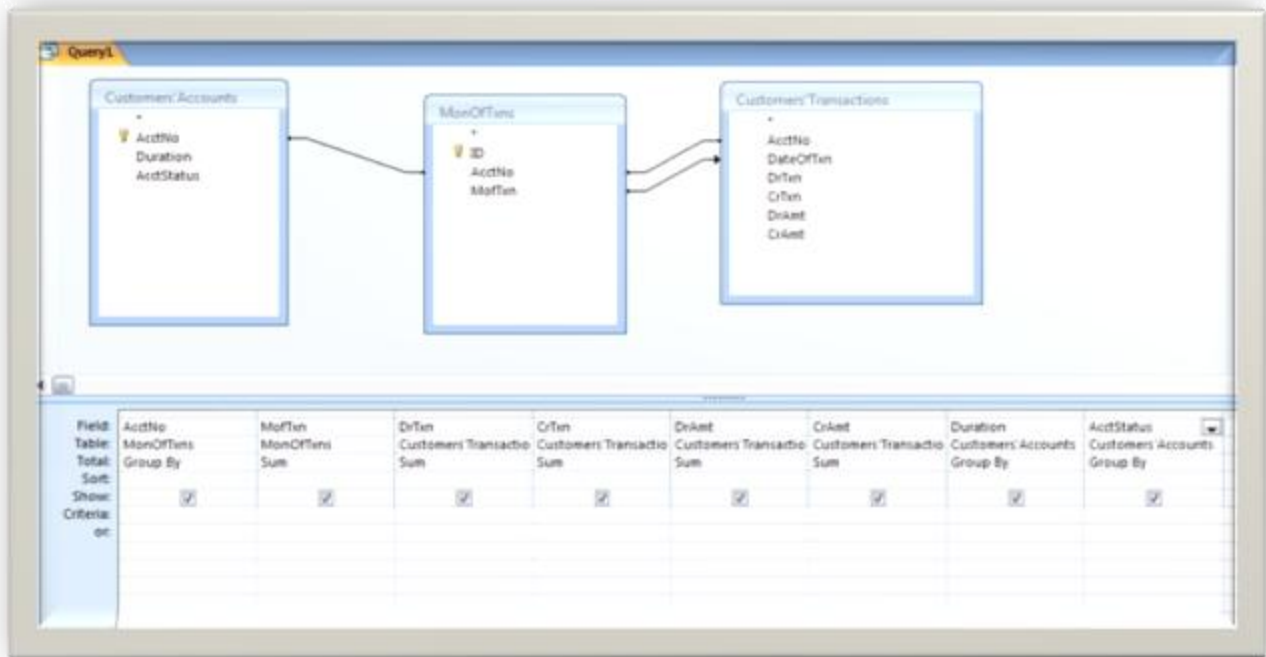 Query1
Customers'Accounts
*
AcctNo
Duration
AcctStatus
MonOfTxns
*
ID
AcctNo
MofTxn
Customers'Transactions
*
AcctNo
DateOfTxn
DrTxn
CrTxn
DrAmt
CrAmt
Field: AcctNo MofTxn DrTxn CrTxn DrAmt CrAmt Duration AcctStatus
Table: MonOfTxns MonOfTxns Customers'Transactio Customers'Transactio Customers'Transactio Customers'Transactio Customers'Accounts Customers'Accounts
Total: Group By Sum Sum Sum Sum Sum Group By Group By
Sort:
Show:
Criteria:
or: